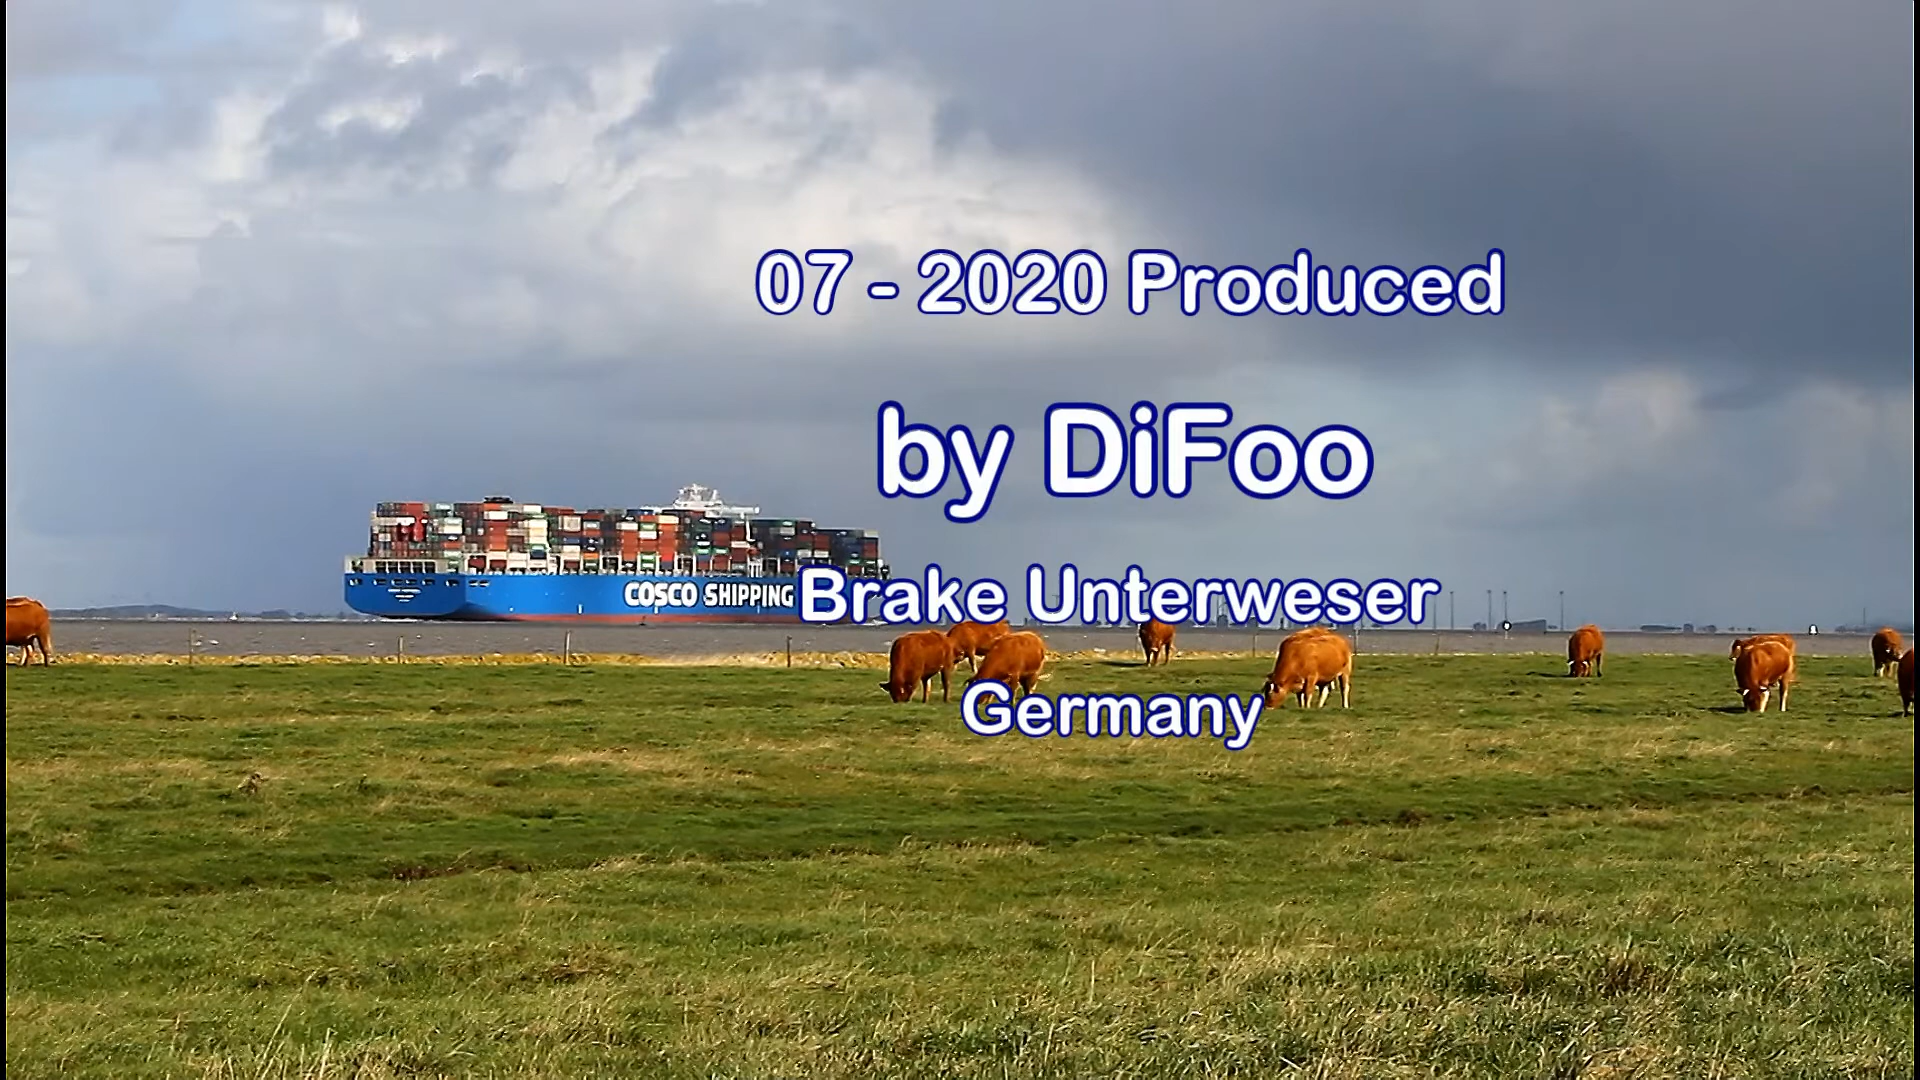 07 - 2020 Produced
by DiFoo
COSCO SHIPPING
Brake Unterweser
Germany